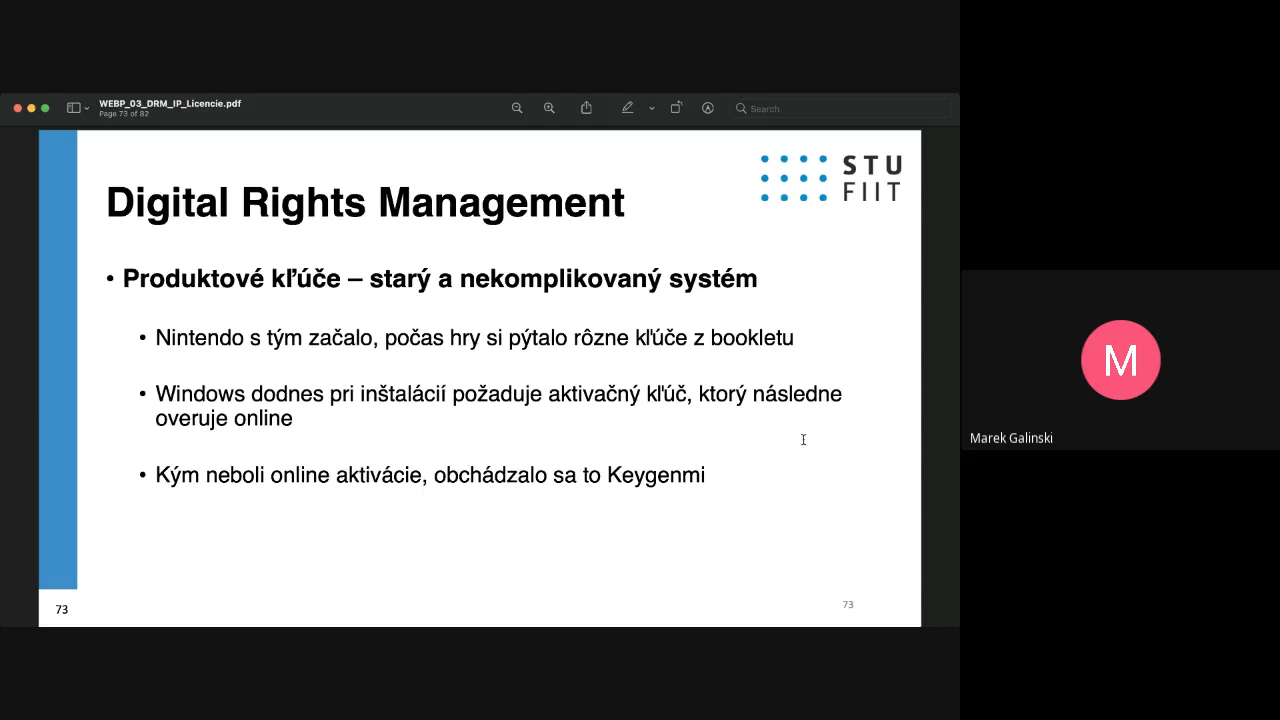 WEBP_03_DRM_IP_Licencie.pdf
Page 73 of 82
Search
STU
FIIT
Digital Rights Management
• Produktové kľúče – starý a nekomplikovaný systém
• Nintendo s tým začalo, počas hry si pýtalo rôzne kľúče z bookletu
• Windows dodnes pri inštalácií požaduje aktivačný kľúč, ktorý následne
overuje online
• Kým neboli online aktivácie, obchádzalo sa to Keygenmi
73
73
M
Marek Galinski